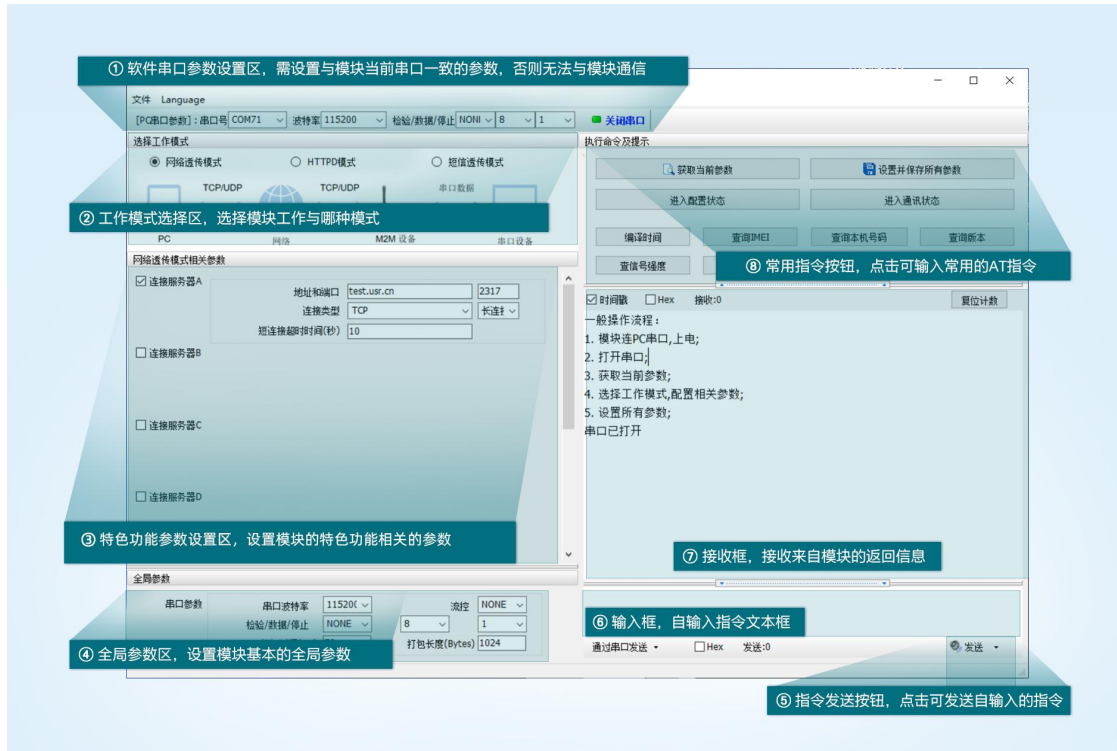 ① 软件串口参数设置区，需设置与模块当前串口一致的参数，否则无法与模块通信
文件 Language
[PC串口参数]：串口号 COM71 波特率 115200 检验/数据/停止 NONI 8 1 关闭串口
选择工作模式
网络透传模式 HTTPD模式 短信透传模式
TCP/UDP TCP/UDP 串口数据
② 工作模式选择区，选择模块工作与哪种模式
PC 网络 M2M 设备 串口设备
网络透传模式相关参数
连接服务器A
地址和端口 test.usr.cn 2317
连接类型 TCP 长连接
短连接超时时间(秒) 10
连接服务器B
连接服务器C
连接服务器D
③ 特色功能参数设置区，设置模块的特色功能相关的参数
全局参数
串口参数 串口波特率 115200 流控 NONE
检验/数据/停止 NONE 8 1
打包长度(Bytes) 1024
④ 全局参数区，设置模块基本的全局参数
执行命令及提示
获取当前参数 设置并保存所有参数
进入配置状态 进入通讯状态
编译时间 查询IMEI 查询本机号码 查询版本
查信号强度
⑧ 常用指令按钮，点击可输入常用的AT指令
时间戳 Hex 接收:0 复位计数
一般操作流程：
1. 模块连PC串口,上电;
2. 打开串口;
3. 获取当前参数;
4. 选择工作模式,配置相关参数;
5. 设置所有参数;
串口已打开
⑦ 接收框，接收来自模块的返回信息
⑥ 输入框，自输入指令文本框
通过串口发送 Hex 发送:0 发送
⑤ 指令发送按钮，点击可发送自输入的指令